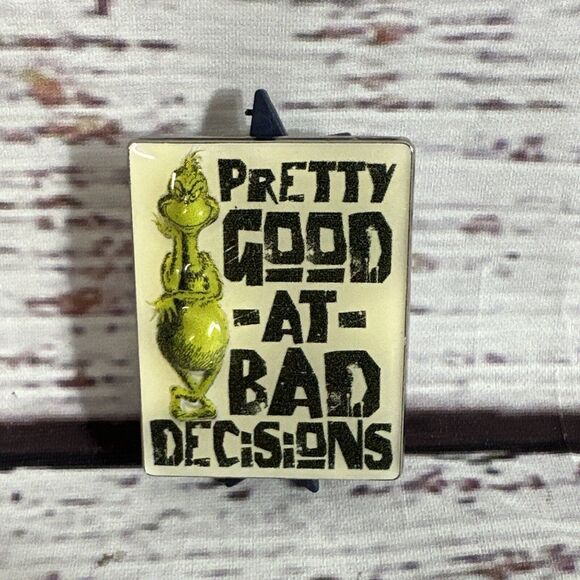 PRETTY
GOOD
-AT-
BAD
DECISIONS